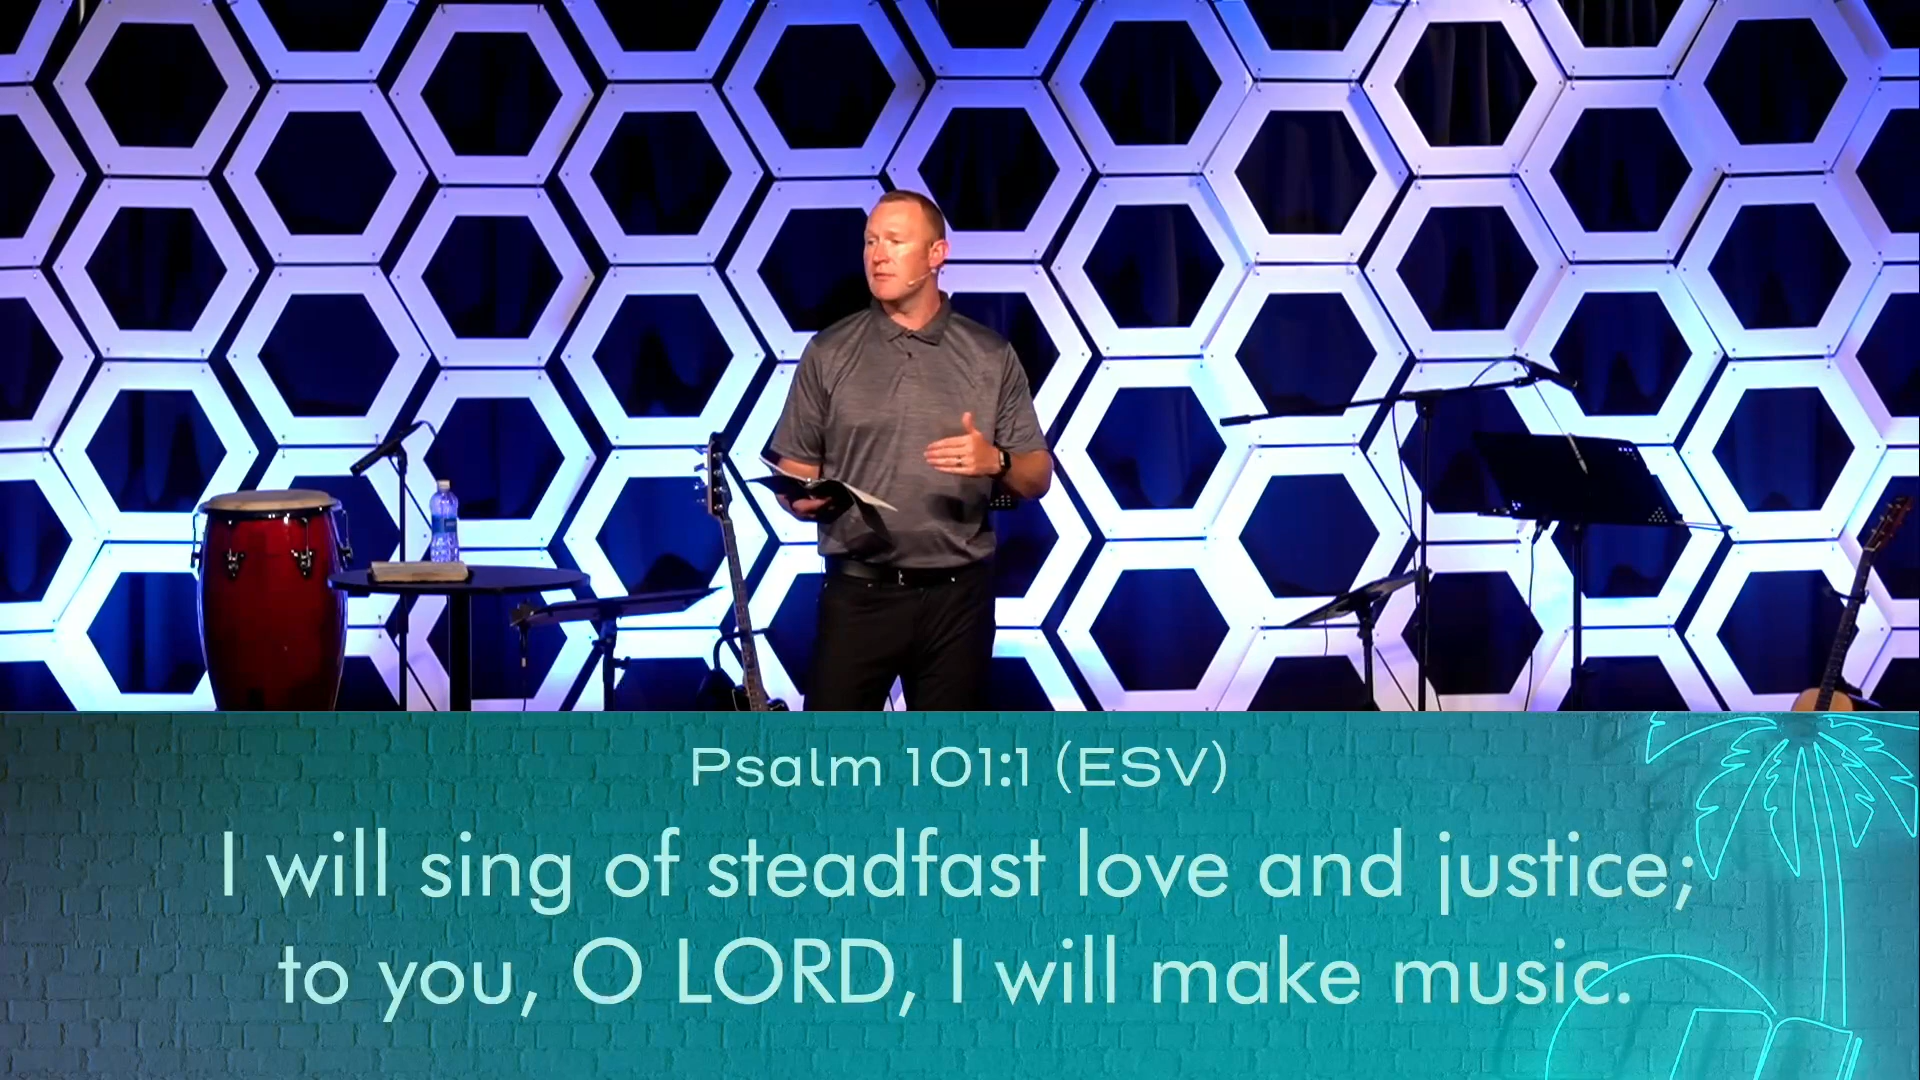 Psalm 101:1 (ESV)
I will sing of steadfast love and justice;
to you, O LORD, I will make music.